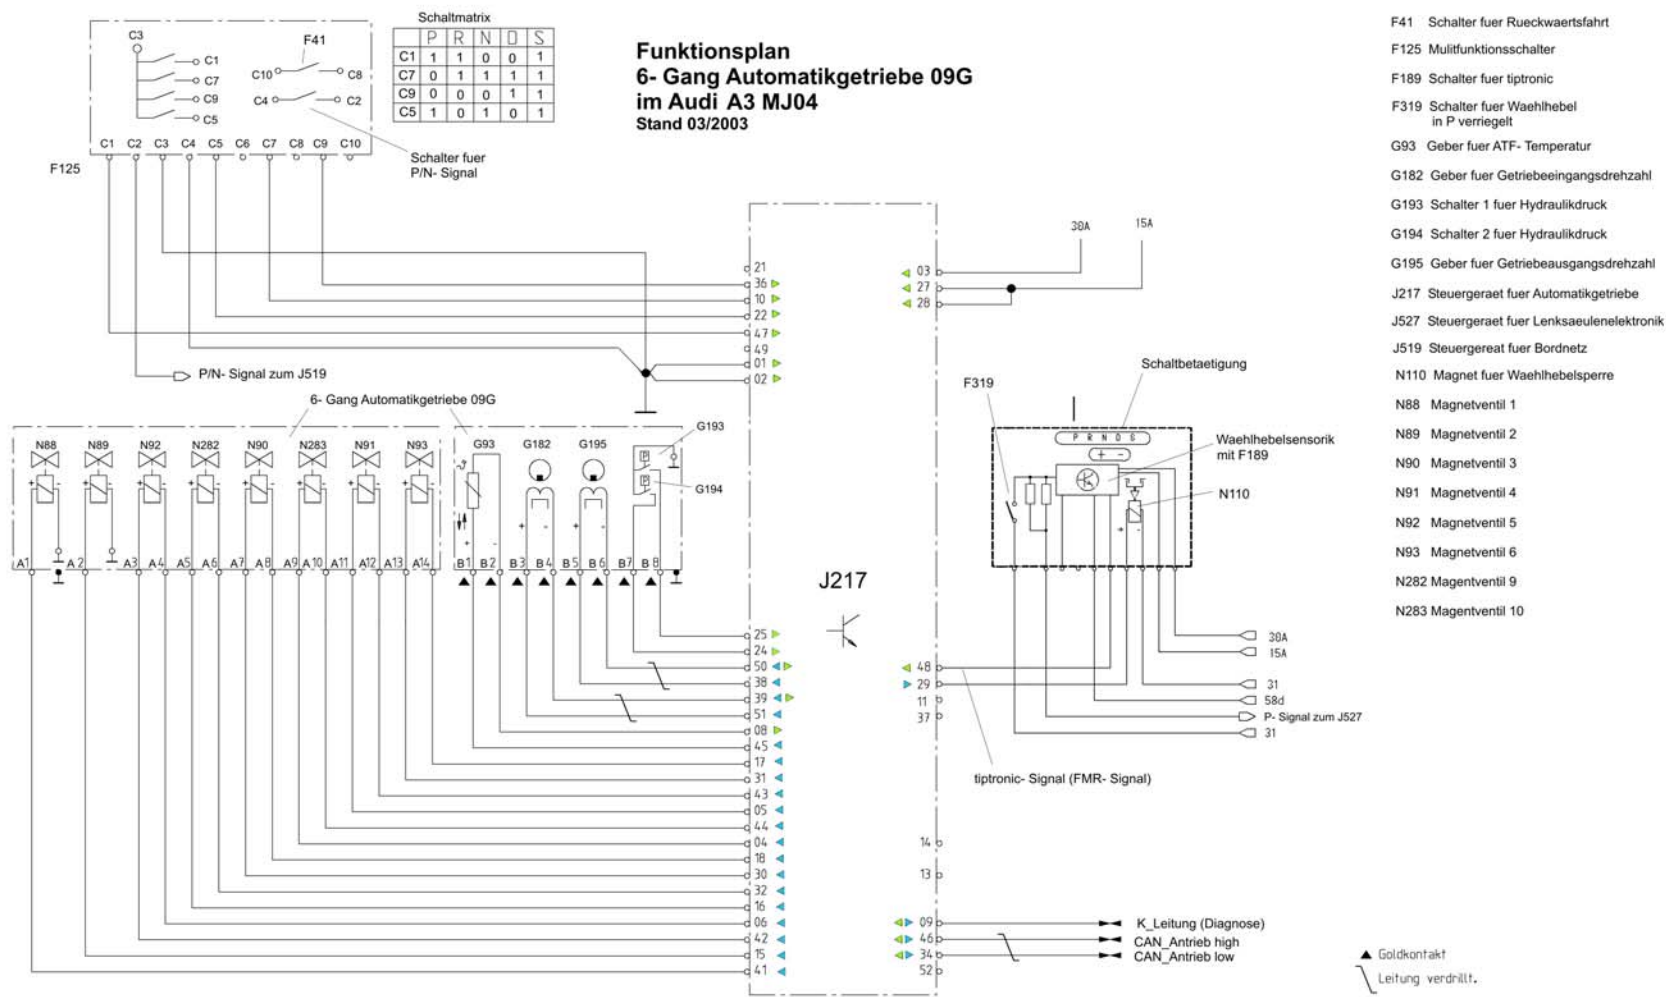 Schaltmatrix
P R N D S
C1 1 1 0 0 1
C7 0 1 1 1 1
C9 0 0 0 1 1
C5 1 0 1 0 1
Funktionsplan
6- Gang Automatikgetriebe 09G
im Audi A3 MJ04
Stand 03/2003
C3
F41
C1
C7
C9
C5
C10
C8
C4
C2
C1 C2 C3 C4 C5 C6 C7 C8 C9 C10
F125
Schalter fuer
P/N- Signal
P/N- Signal zum J519
6- Gang Automatikgetriebe 09G
N88 N89 N92 N282 N90 N283 N91 N93
+ - + - + - + - + - + - + - + -
A1 A2 A3 A4 A5 A6 A7 A8 A9 A10 A11 A12 A13 A14
G93 G182 G195
G193
G194
P
P
+ - + - + -
B1 B2 B3 B4 B5 B6 B7 B8
21
36
10
22
47
49
01
02
J217
25
24
50
38
39
51
08
45
17
31
43
05
44
04
18
30
32
16
06
42
15
41
03
27
28
30A
15A
48
29
11
37
14
13
09
46
34
52
Schaltbetaetigung
F319
P R N D S
+ -
Waehlhebelsensorik
mit F189
N110
+ -
30A
15A
31
58d
P- Signal zum J527
31
tiptronic- Signal (FMR- Signal)
K_Leitung (Diagnose)
CAN_Antrieb high
CAN_Antrieb low
F41 Schalter fuer Rueckwaertsfahrt
F125 Mulitfunktionsschalter
F189 Schalter fuer tiptronic
F319 Schalter fuer Waehlhebel
in P verriegelt
G93 Geber fuer ATF- Temperatur
G182 Geber fuer Getriebeeingangsdrehzahl
G193 Schalter 1 fuer Hydraulikdruck
G194 Schalter 2 fuer Hydraulikdruck
G195 Geber fuer Getriebeausgangsdrehzahl
J217 Steuergeraet fuer Automatikgetriebe
J527 Steuergeraet fuer Lenksaeulenelektronik
J519 Steuergereat fuer Bordnetz
N110 Magnet fuer Waehlhebelsperre
N88 Magnetventil 1
N89 Magnetventil 2
N90 Magnetventil 3
N91 Magnetventil 4
N92 Magnetventil 5
N93 Magnetventil 6
N282 Magentventil 9
N283 Magentventil 10
Goldkontakt
Leitung verdrillt.